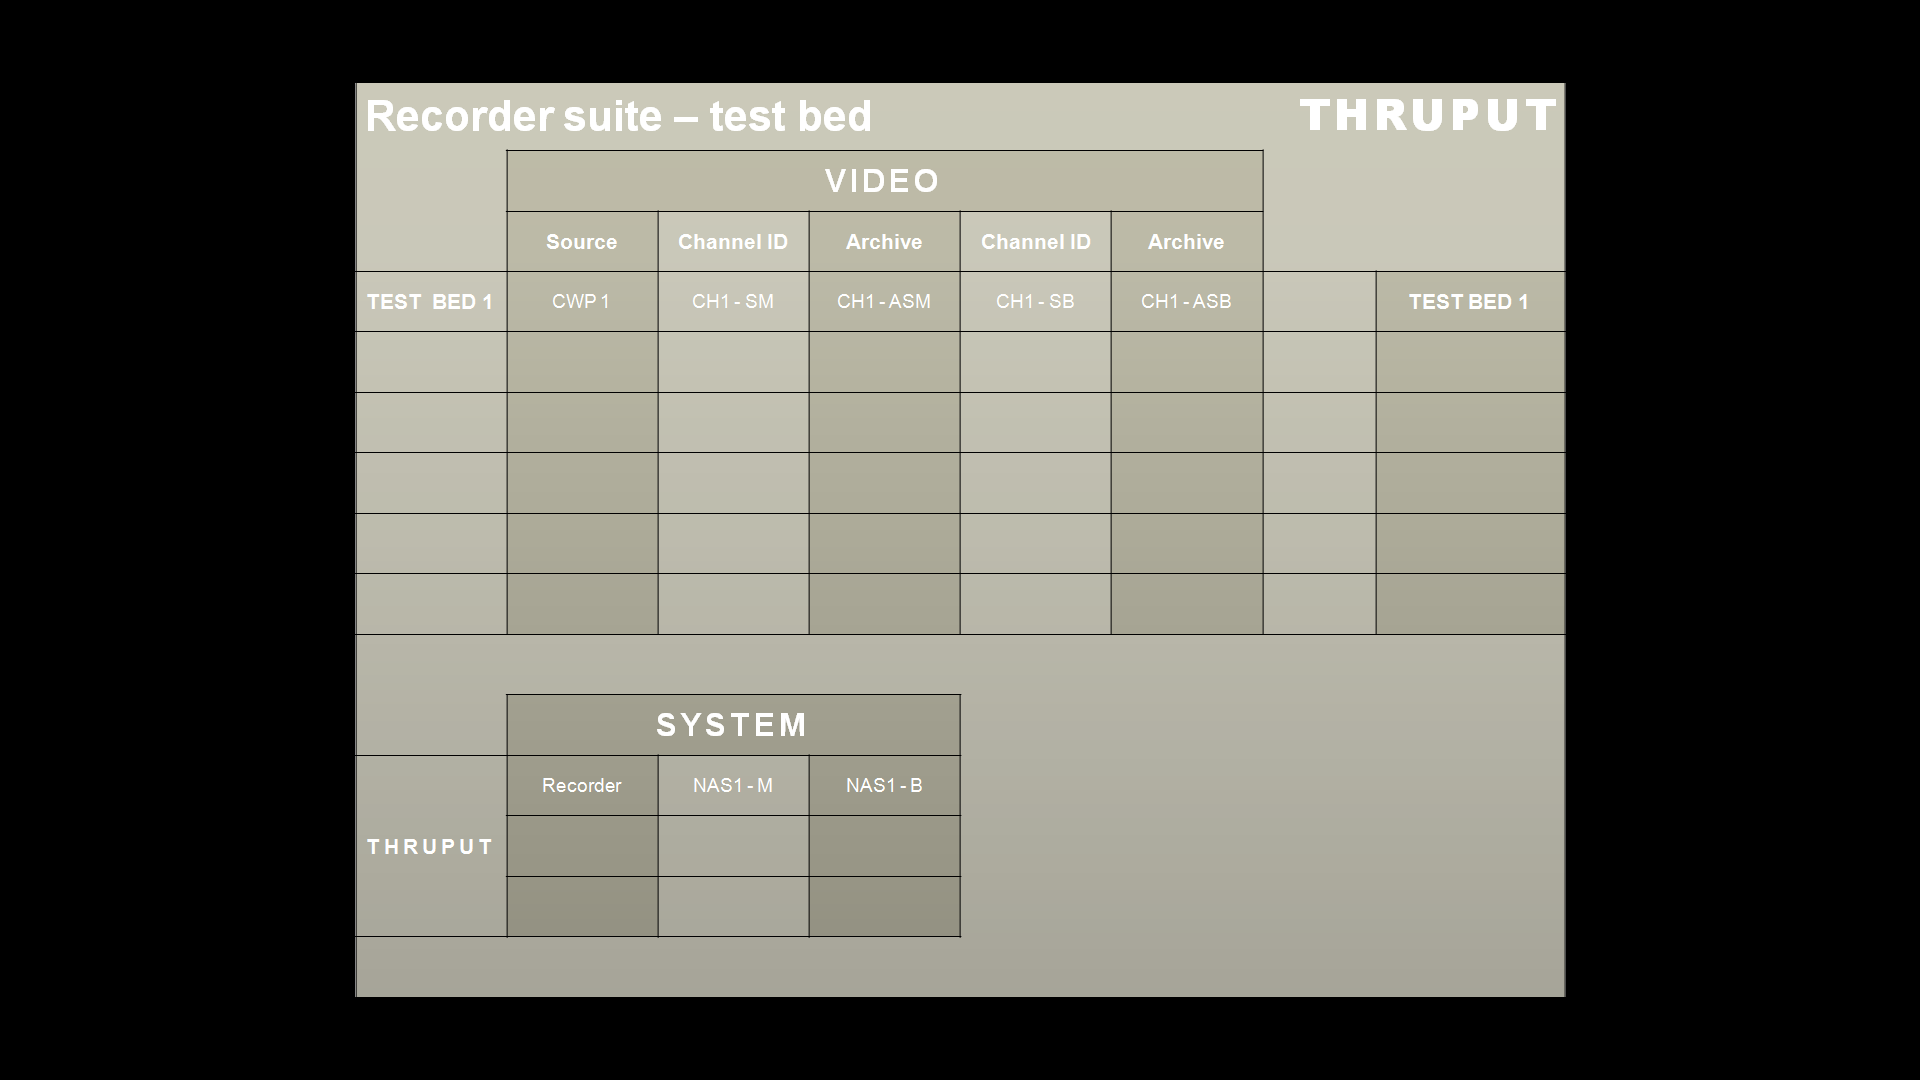 Recorder suite – test bed THRUPUT
VIDEO
Source Channel ID Archive Channel ID Archive
TEST BED 1 CWP 1 CH1 - SM CH1 - ASM CH1 - SB CH1 - ASB TEST BED 1
SYSTEM
Recorder NAS1 - M NAS1 - B
THRUPUT